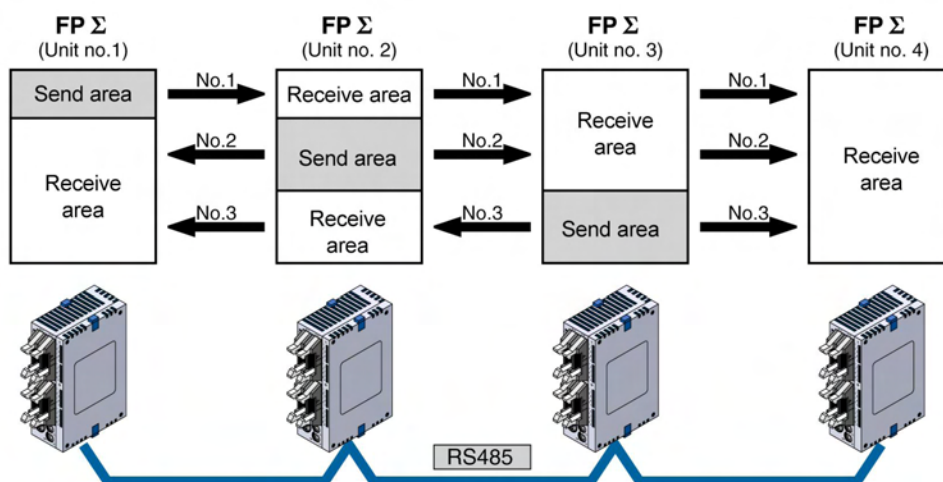 FP Σ
(Unit no.1)
FP Σ
(Unit no. 2)
FP Σ
(Unit no. 3)
FP Σ
(Unit no. 4)
Send area
Receive
area
No.1
No.2
No.3
Receive area
Send area
Receive
area
No.1
No.2
No.3
Receive
area
Send area
No.1
No.2
No.3
Receive
area
RS485